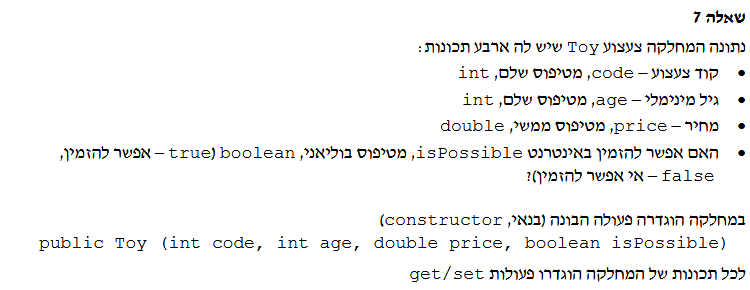 שאלה 7
נתונה המחלקה צעצוע Toy שיש לה ארבע תכונות:
• קוד צעצוע – code, מטיפוס שלם, int
• גיל מינימלי – age, מטיפוס שלם, int
• מחיר – price, מטיפוס ממשי, double
• האם אפשר להזמין באינטרנט isPossible, מטיפוס בוליאני, boolean (true – אפשר להזמין,
false – אי אפשר להזמין)?
במחלקה הוגדרה פעולה הבונה (בנאי, constructor)
public Toy (int code, int age, double price, boolean isPossible)
לכל תכונות של המחלקה הוגדרו פעולות get/set